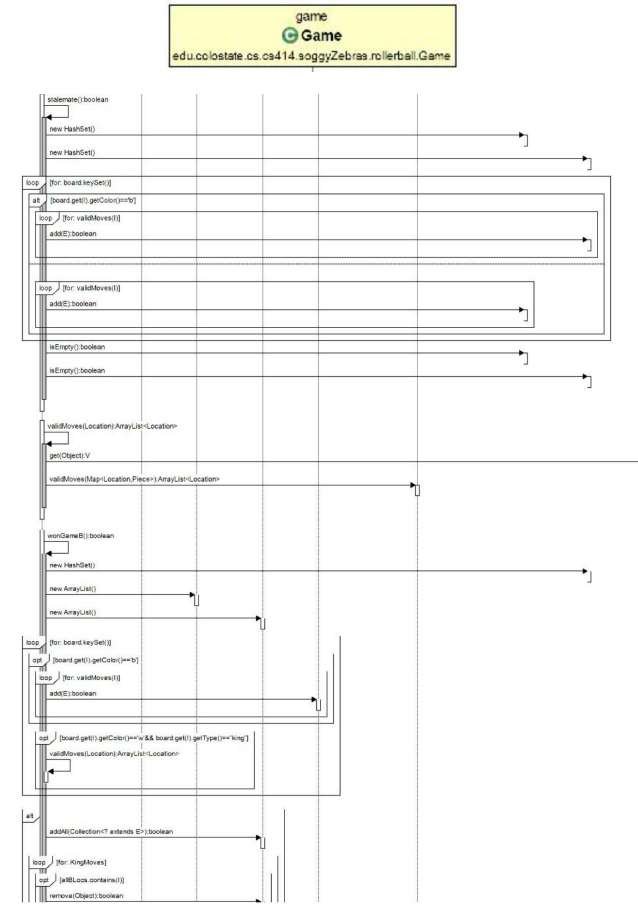 game
G Game
edu.colostate.cs.cs414.soggyZebras.rollerball.Game
stalemate():boolean
new HashSet()
new HashSet()
loop [for: board.keySet()]
alt [board.get(l).getColor()=='b']
loop [for: validMoves(l)]
add(E):boolean
loop [for: validMoves(l)]
add(E):boolean
isEmpty():boolean
isEmpty():boolean
validMoves(Location):ArrayList<Location>
get(Object):V
validMoves(Map<Location,Piece>):ArrayList<Location>
wonGameB():boolean
new HashSet()
new ArrayList()
new ArrayList()
loop [for: board.keySet()]
opt [board.get(l).getColor()=='b']
loop [for: validMoves(l)]
add(E):boolean
opt [board.get(l).getColor()=='w' && board.get(l).getType()=="king"]
validMoves(Location):ArrayList<Location>
alt
addAll(Collection<? extends E>):boolean
loop [for: KingMoves]
opt [allBLocs.contains(l)]
remove(Object):boolean